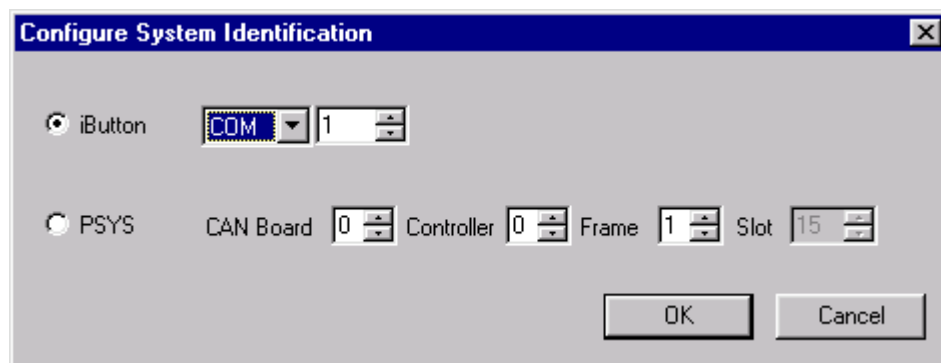 Configure System Identification
iButton COM 1
PSYS CAN Board 0 Controller 0 Frame 1 Slot 15
OK Cancel